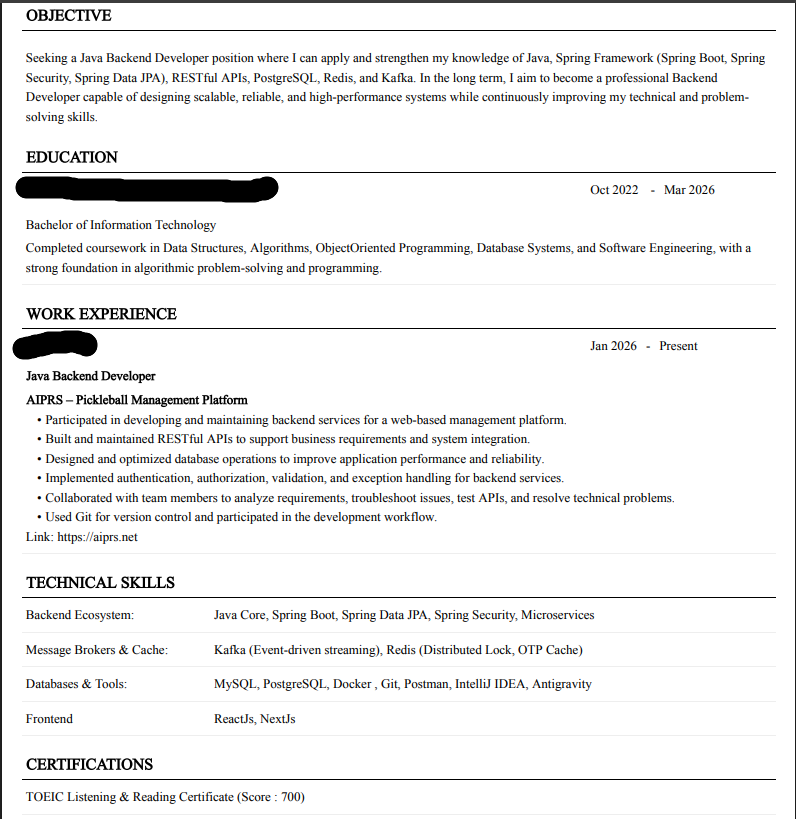 OBJECTIVE
Seeking a Java Backend Developer position where I can apply and strengthen my knowledge of Java, Spring Framework (Spring Boot, Spring
Security, Spring Data JPA), RESTful APIs, PostgreSQL, Redis, and Kafka. In the long term, I aim to become a professional Backend
Developer capable of designing scalable, reliable, and high-performance systems while continuously improving my technical and problem-
solving skills.
EDUCATION
Oct 2022 - Mar 2026
Bachelor of Information Technology
Completed coursework in Data Structures, Algorithms, ObjectOriented Programming, Database Systems, and Software Engineering, with a
strong foundation in algorithmic problem-solving and programming.
WORK EXPERIENCE
Jan 2026 - Present
Java Backend Developer
AIPRS – Pickleball Management Platform
• Participated in developing and maintaining backend services for a web-based management platform.
• Built and maintained RESTful APIs to support business requirements and system integration.
• Designed and optimized database operations to improve application performance and reliability.
• Implemented authentication, authorization, validation, and exception handling for backend services.
• Collaborated with team members to analyze requirements, troubleshoot issues, test APIs, and resolve technical problems.
• Used Git for version control and participated in the development workflow.
Link: https://aiprs.net
TECHNICAL SKILLS
Backend Ecosystem: Java Core, Spring Boot, Spring Data JPA, Spring Security, Microservices
Message Brokers & Cache: Kafka (Event-driven streaming), Redis (Distributed Lock, OTP Cache)
Databases & Tools: MySQL, PostgreSQL, Docker , Git, Postman, IntelliJ IDEA, Antigravity
Frontend ReactJs, NextJs
CERTIFICATIONS
TOEIC Listening & Reading Certificate (Score : 700)